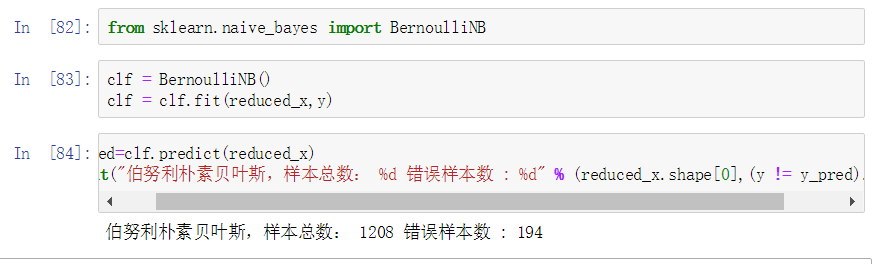 In [82]: from sklearn.naive_bayes import BernoulliNB
In [83]: clf = BernoulliNB()
clf = clf.fit(reduced_x,y)
In [84]: ed=clf.predict(reduced_x)
t("伯努利朴素贝叶斯，样本总数： %d 错误样本数 : %d" % (reduced_x.shape[0],(y != y_pred).
伯努利朴素贝叶斯，样本总数： 1208 错误样本数 : 194